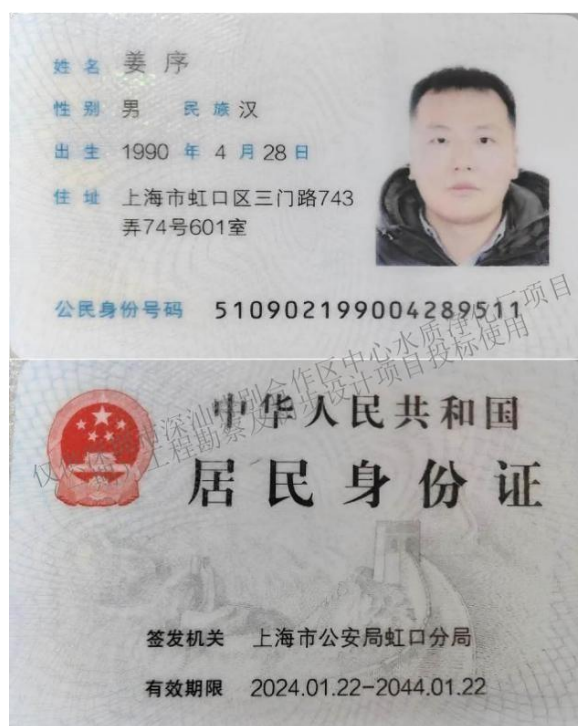 姓名 姜序
性别 男 民族 汉
出生 1990 年 4 月 28 日
住址 上海市虹口区三门路743
弄74号601室
公民身份号码 510902199004289511
中华人民共和国
居民身份证
签发机关 上海市公安局虹口分局
有效期限 2024.01.22-2044.01.22